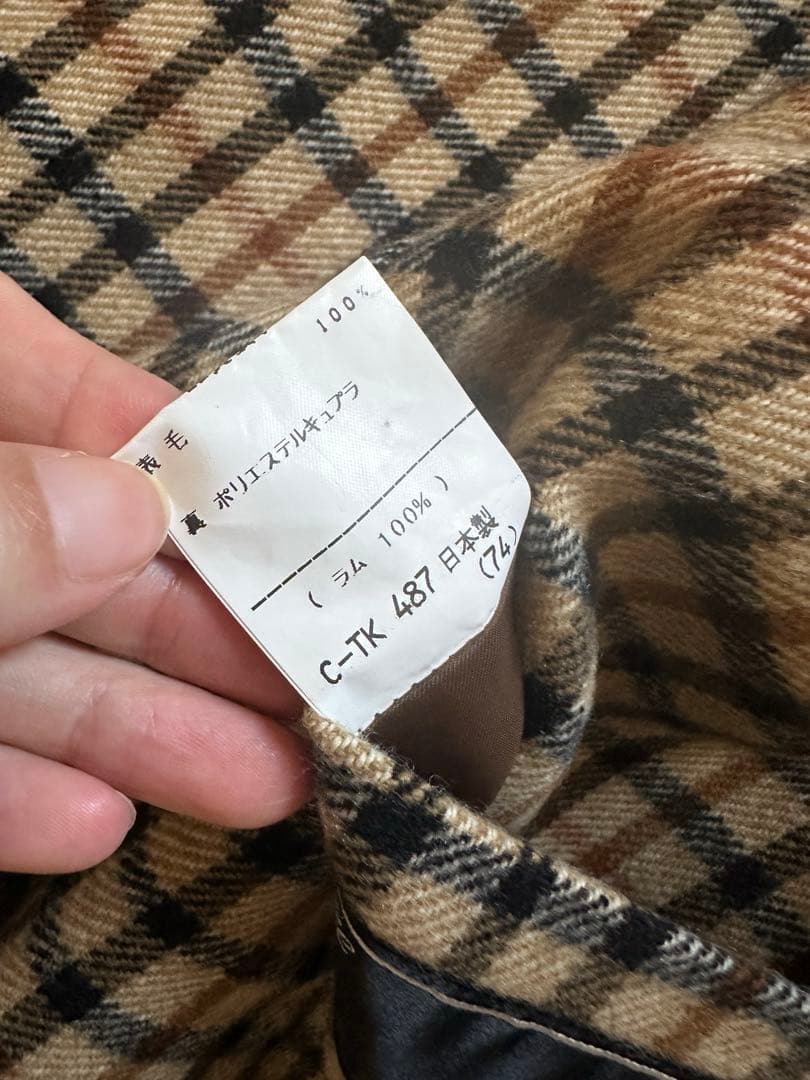 表 毛 100%
裏 ポリエステルキュプラ
( ラム 100% )
C-TK 487 日本製
(74)